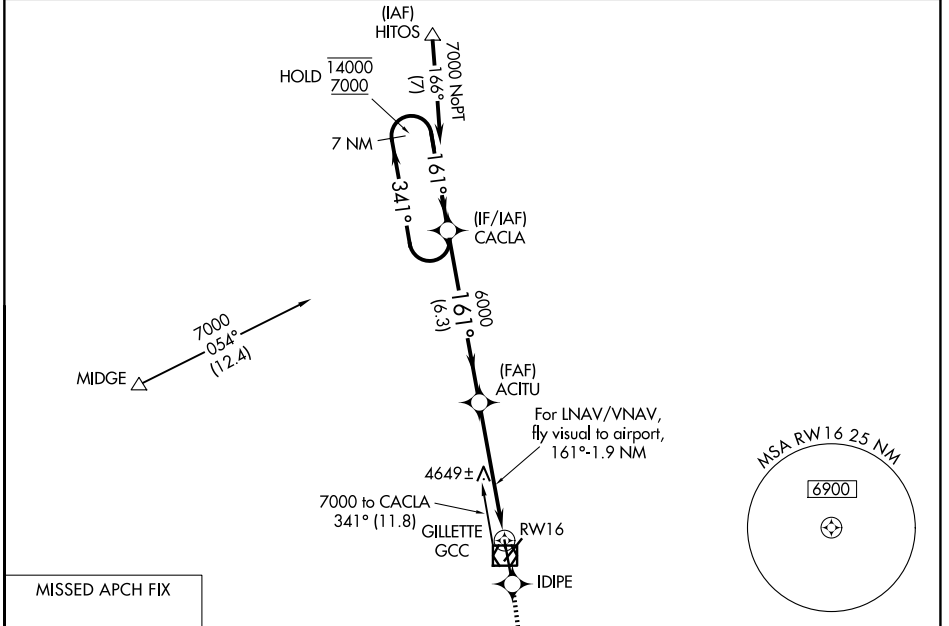 (IAF)
HITOS
HOLD 14000
7000
7000 NoPT
166°
(7)
7 NM
161°
341°
(IF/IAF)
CACLA
6000
161°
(6.3)
7000
054°
(12.4)
MIDGE
(FAF)
ACITU
For LNAV/VNAV,
fly visual to airport,
161°-1.9 NM
4649±
7000 to CACLA
341° (11.8)
GILLETTE
GCC
RW16
IDIPE
MSA RW16 25 NM
6900
MISSED APCH FIX